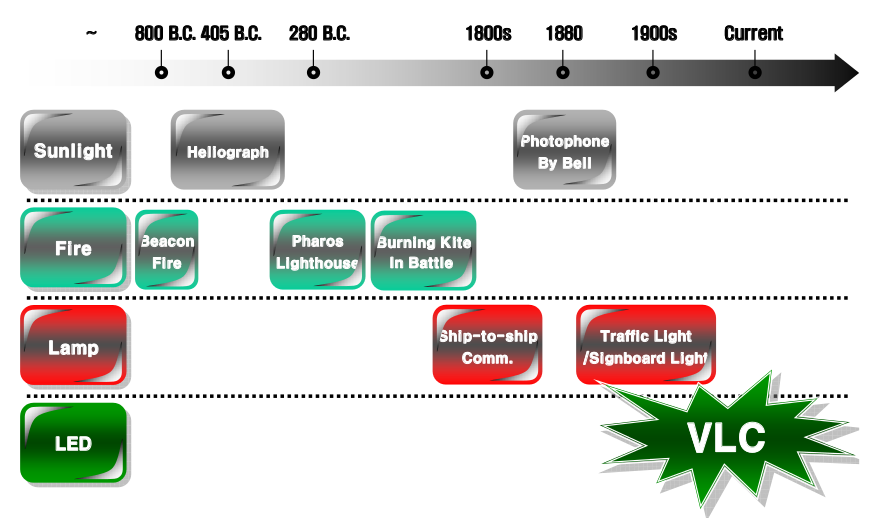 ~ 800 B.C. 405 B.C. 280 B.C. 1800s 1880 1900s Current
Sunlight
Heliograph
Photophone
By Bell
Fire
Beacon
Fire
Pharos
Lighthouse
Burning Kite
In Battle
Lamp
Ship-to-ship
Comm.
Traffic Light
/Signboard Light
LED
VLC